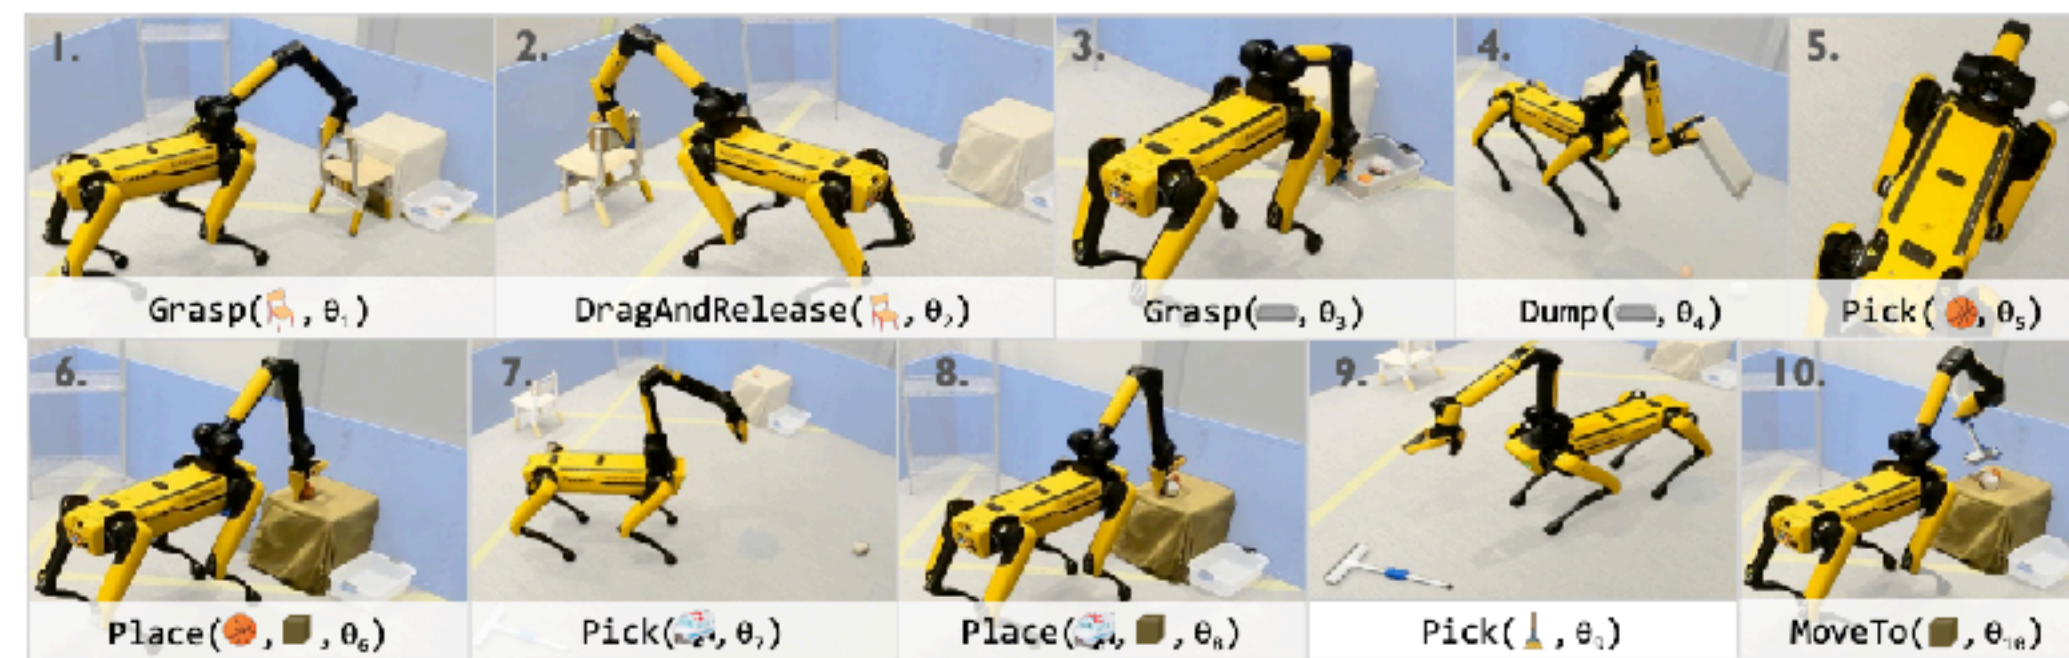 1.
2.
3.
4.
5.
Grasp(🪑, θ₁)
DragAndRelease(🪑, θ₂)
Grasp(, θ₃)
Dump(, θ₄)
Pick(🏀, θ₅)
6.
7.
8.
9.
10.
Place(🏀, , θ₆)
Pick(🚑, θ₇)
Place(🚑, , θ₈)
Pick(🧹, θ₉)
MoveTo(, θ₁₀)